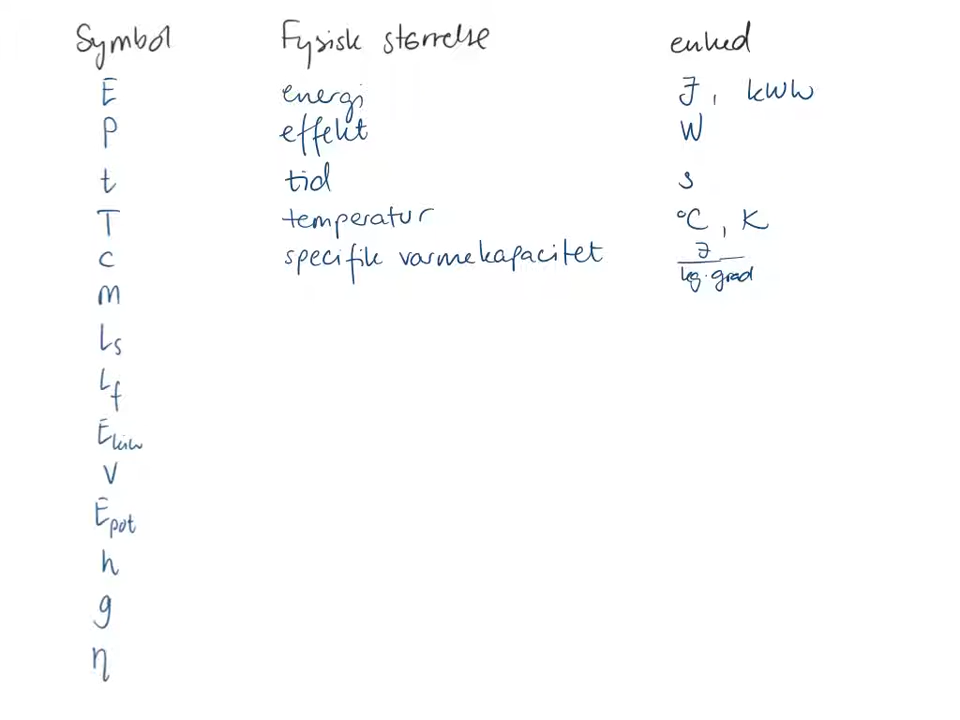 Symbol Fysisk størrelse enhed
E energi J, kWh
P effekt W
t tid s
T temperatur °C, K
c specifik varmekapacitet J
kg·grad
m
Ls
Lf
Ekin
v
Epot
h
g
η